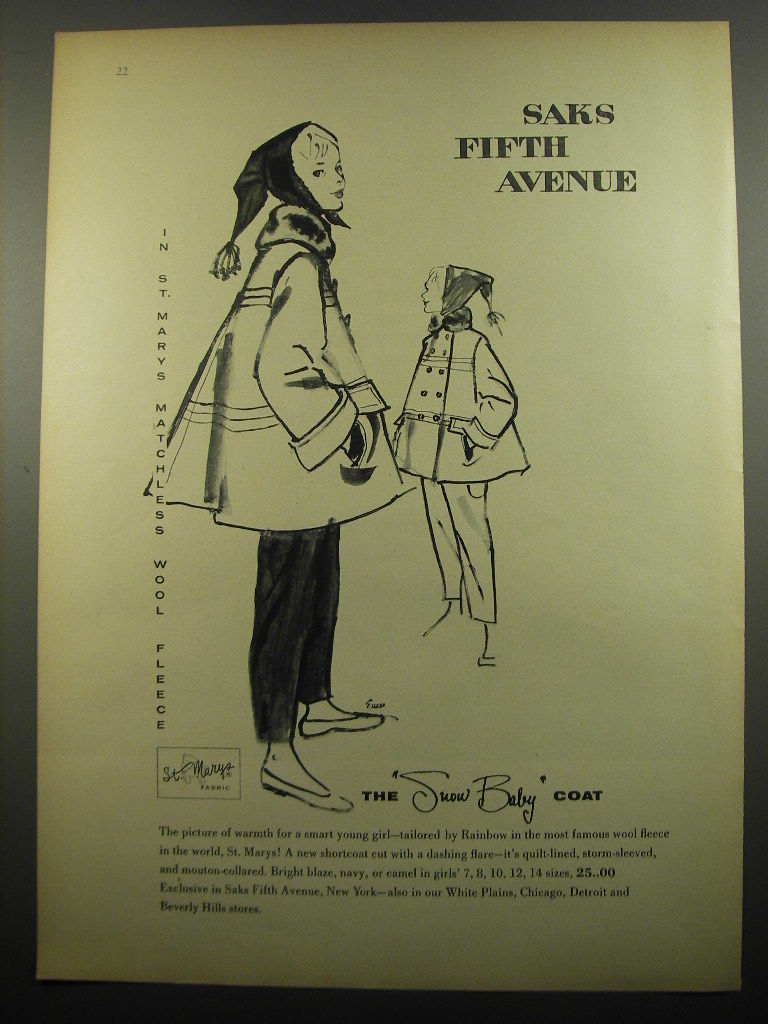 22
SAKS
FIFTH
AVENUE
IN ST. MARYS MATCHLESS WOOL FLEECE
St. Marys®
FABRIC
THE "Snow Baby" COAT
The picture of warmth for a smart young girl—tailored by Rainbow in the most famous wool fleece
in the world, St. Marys! A new shortcoat cut with a dashing flare—it's quilt-lined, storm-sleeved,
and mouton-collared. Bright blaze, navy, or camel in girls' 7, 8, 10, 12, 14 sizes, 25..00
Exclusive in Saks Fifth Avenue, New York—also in our White Plains, Chicago, Detroit and
Beverly Hills stores.